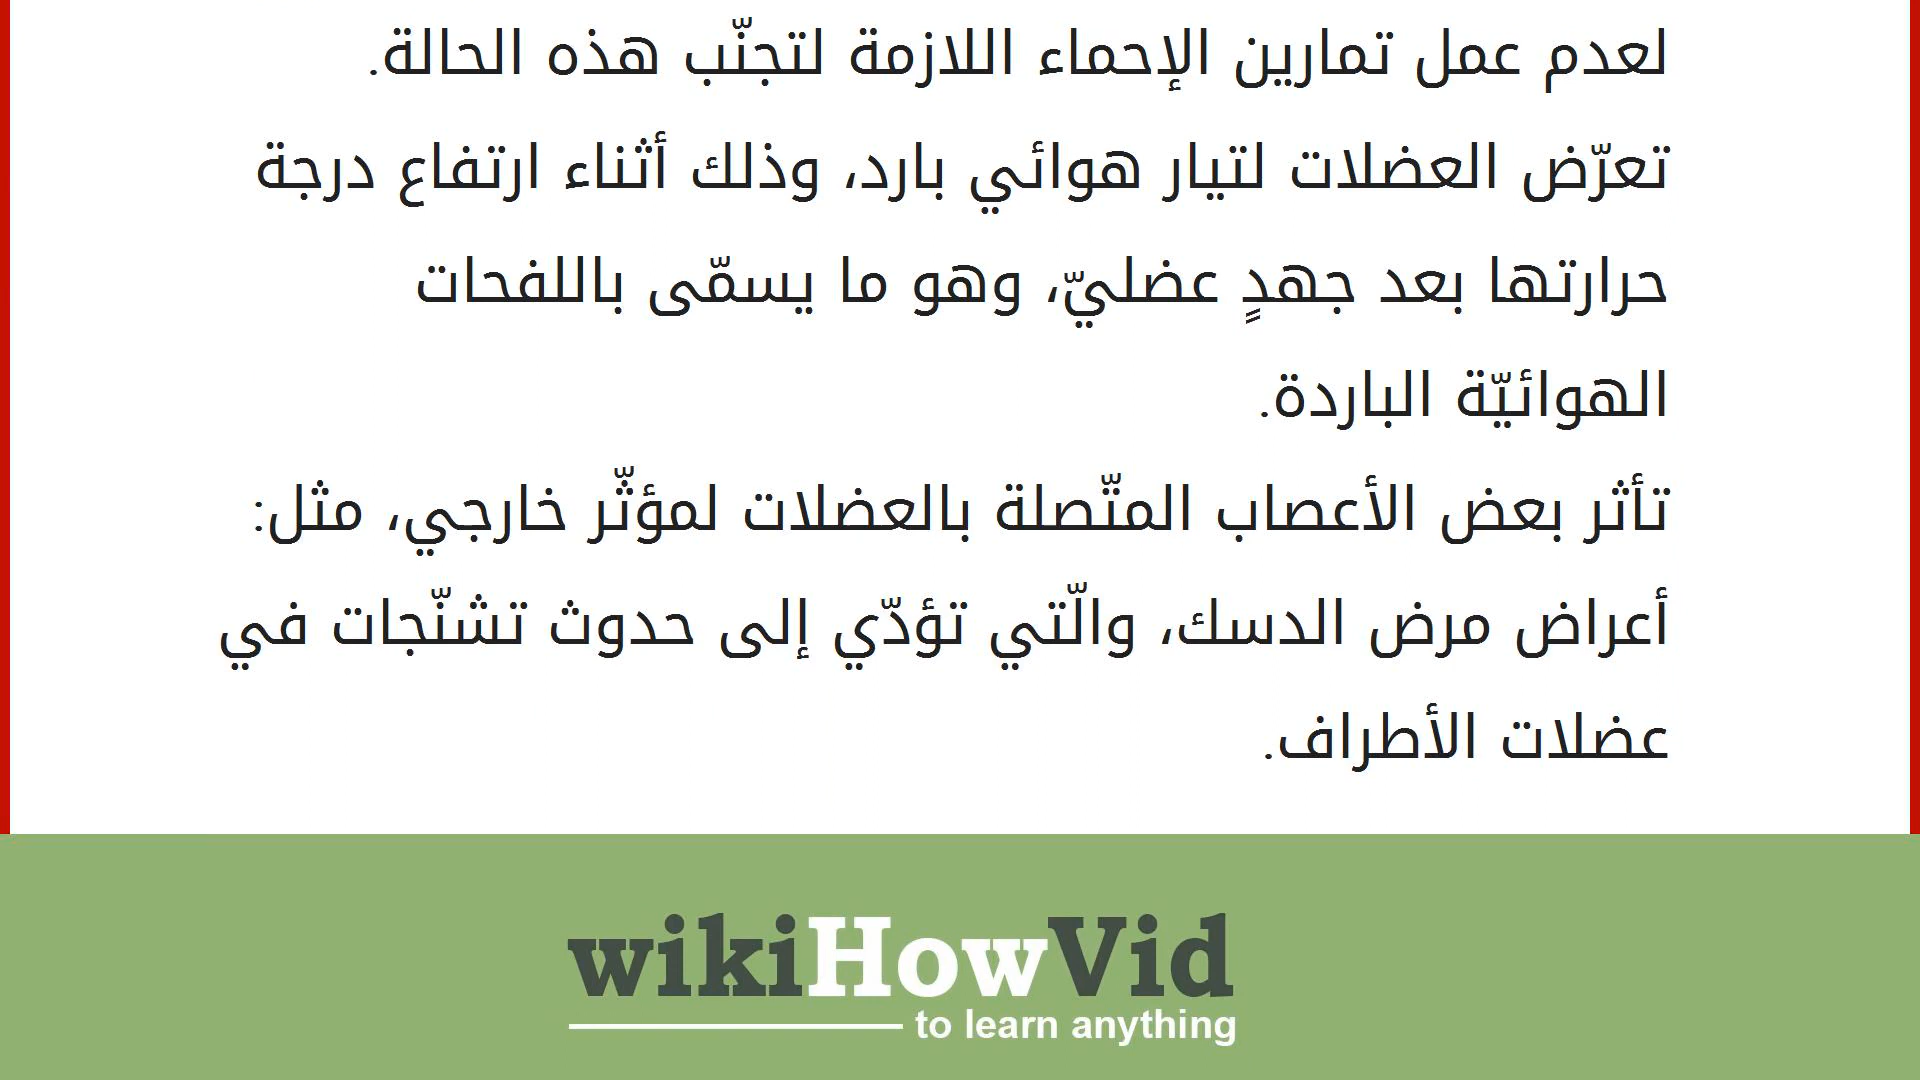 لعدم عمل تمارين الإحماء اللازمة لتجنّب هذه الحالة.
تعرّض العضلات لتيار هوائي بارد، وذلك أثناء ارتفاع درجة
حرارتها بعد جهدٍ عضليّ، وهو ما يسمّى باللفحات
الهوائيّة الباردة.
تأثر بعض الأعصاب المتّصلة بالعضلات لمؤثّر خارجي، مثل:
أعراض مرض الدسك، والّتي تؤدّي إلى حدوث تشنّجات في
عضلات الأطراف.
wikiHowVid
to learn anything